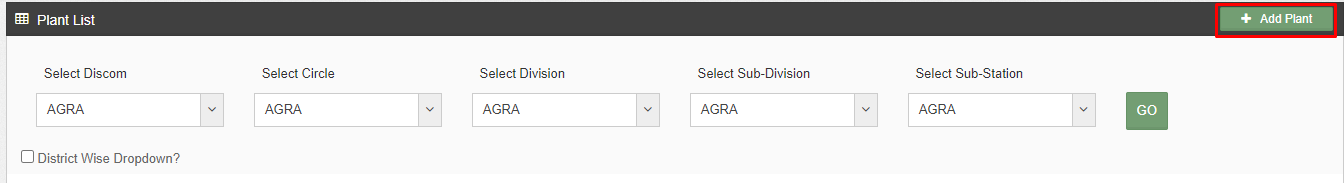 Plant List
+ Add Plant
Select Discom Select Circle Select Division Select Sub-Division Select Sub-Station
AGRA AGRA AGRA AGRA AGRA GO
District Wise Dropdown?